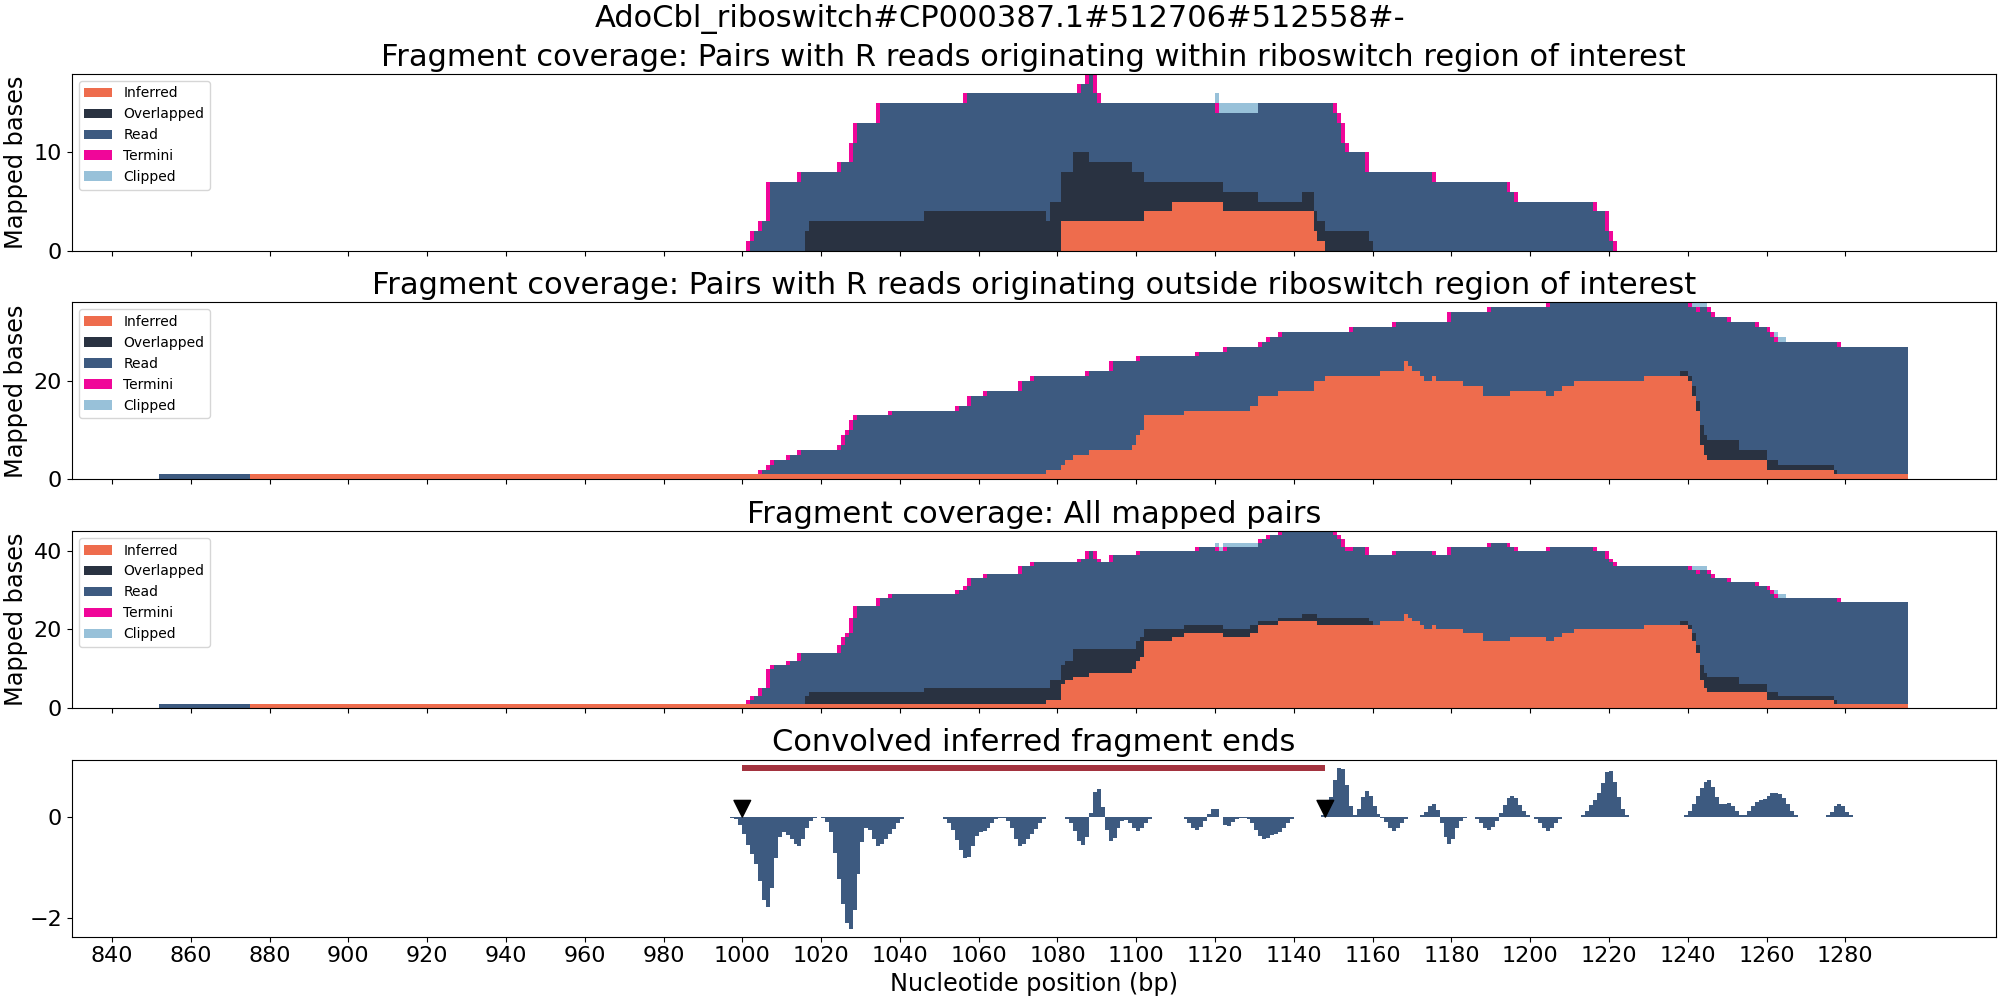 AdoCbl_riboswitch#CP000387.1#512706#512558#-
Fragment coverage: Pairs with R reads originating within riboswitch region of interest
Mapped bases
10
0
Inferred
Overlapped
Read
Termini
Clipped
Fragment coverage: Pairs with R reads originating outside riboswitch region of interest
Mapped bases
20
0
Inferred
Overlapped
Read
Termini
Clipped
Fragment coverage: All mapped pairs
Mapped bases
40
20
0
Inferred
Overlapped
Read
Termini
Clipped
Convolved inferred fragment ends
0
−2
840 860 880 900 920 940 960 980 1000 1020 1040 1060 1080 1100 1120 1140 1160 1180 1200 1220 1240 1260 1280
Nucleotide position (bp)